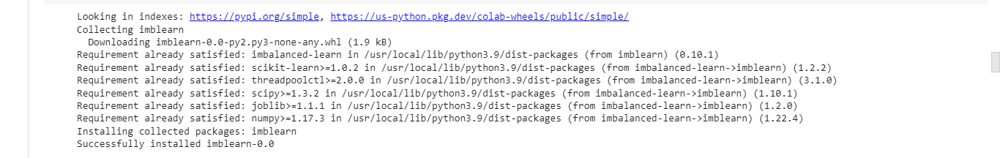 Looking in indexes: https://pypi.org/simple, https://us-python.pkg.dev/colab-wheels/public/simple/
Collecting imblearn
  Downloading imblearn-0.0-py2.py3-none-any.whl (1.9 kB)
Requirement already satisfied: imbalanced-learn in /usr/local/lib/python3.9/dist-packages (from imblearn) (0.10.1)
Requirement already satisfied: scikit-learn>=1.0.2 in /usr/local/lib/python3.9/dist-packages (from imbalanced-learn->imblearn) (1.2.2)
Requirement already satisfied: threadpoolctl>=2.0.0 in /usr/local/lib/python3.9/dist-packages (from imbalanced-learn->imblearn) (3.1.0)
Requirement already satisfied: scipy>=1.3.2 in /usr/local/lib/python3.9/dist-packages (from imbalanced-learn->imblearn) (1.10.1)
Requirement already satisfied: joblib>=1.1.1 in /usr/local/lib/python3.9/dist-packages (from imbalanced-learn->imblearn) (1.2.0)
Requirement already satisfied: numpy>=1.17.3 in /usr/local/lib/python3.9/dist-packages (from imbalanced-learn->imblearn) (1.22.4)
Installing collected packages: imblearn
Successfully installed imblearn-0.0